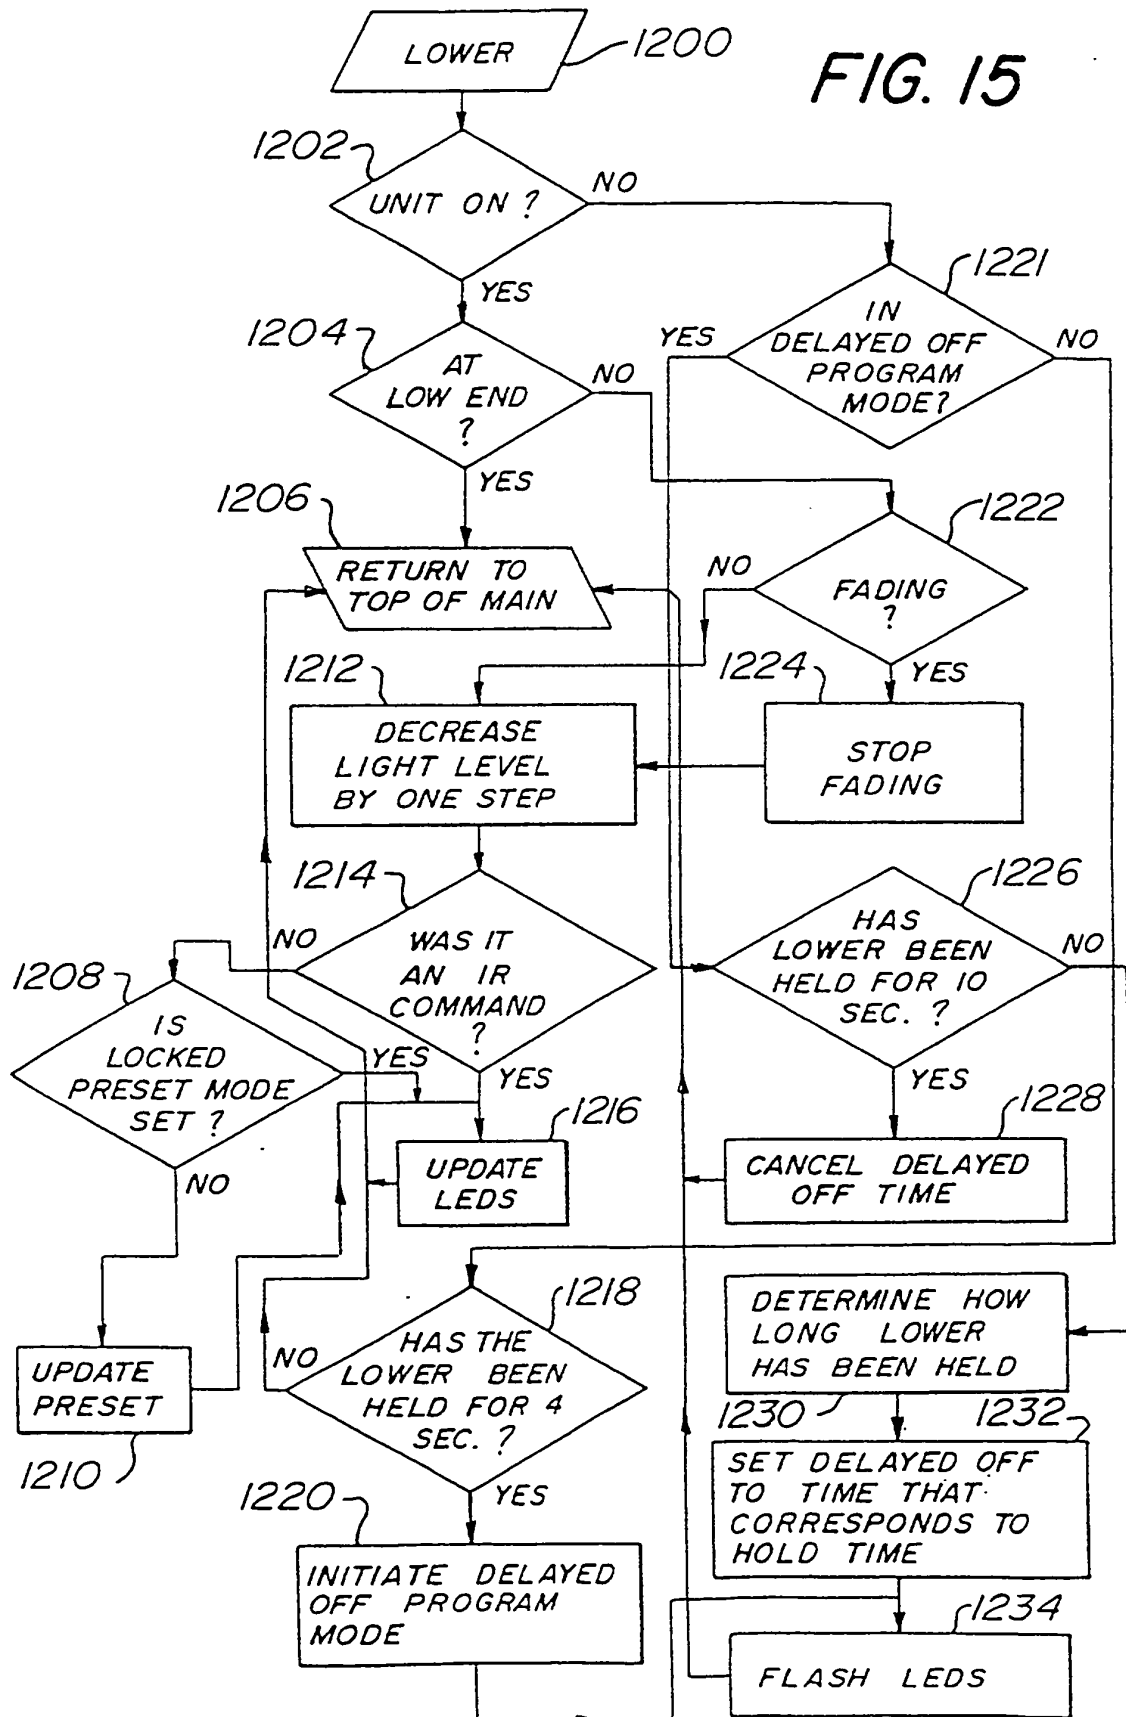 LOWER
1200
FIG. 15
1202
UNIT ON ?
NO
YES
1221
IN
DELAYED OFF
PROGRAM
MODE?
YES
NO
1204
AT
LOW END
?
NO
YES
1206
RETURN TO
TOP OF MAIN
1222
FADING
?
NO
YES
1212
DECREASE
LIGHT LEVEL
BY ONE STEP
1224
STOP
FADING
1214
WAS IT
AN IR
COMMAND
?
NO
YES
1226
HAS
LOWER BEEN
HELD FOR 10
SEC. ?
NO
YES
1208
IS
LOCKED
PRESET MODE
SET ?
YES
NO
1216
UPDATE
LEDS
1228
CANCEL DELAYED
OFF TIME
1218
HAS THE
LOWER BEEN
HELD FOR 4
SEC. ?
NO
YES
DETERMINE HOW
LONG LOWER
HAS BEEN HELD
1230
UPDATE
PRESET
1210
1232
SET DELAYED OFF
TO TIME THAT
CORRESPONDS TO
HOLD TIME
1220
INITIATE DELAYED
OFF PROGRAM
MODE
1234
FLASH LEDS